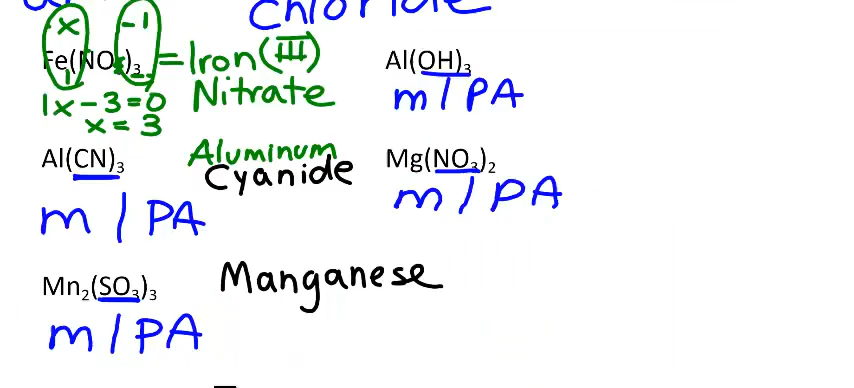 Chloride
x -1
Fe(NO3)3 = Iron (III)
Nitrate
1x - 3 = 0
x = 3
Al(OH)3
m / PA
Al(CN)3 Aluminum
Cyanide
m / PA
Mg(NO3)2
m / PA
Mn2(SO3)3 Manganese
m / PA